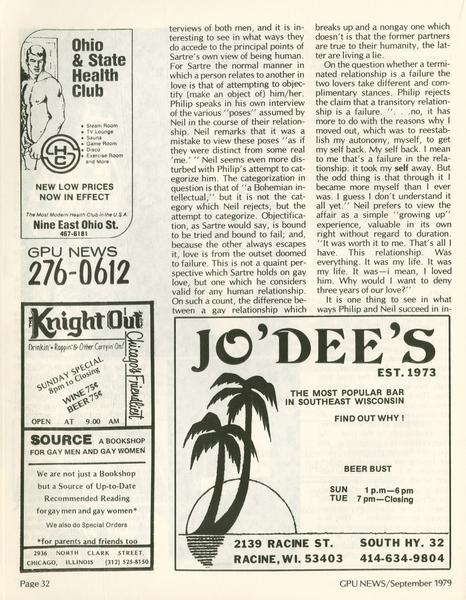 Ohio
& State
Health
Club
• Steam Room
• TV Lounge
• Sauna
• Game Room
• Disco
• Exercise Room
and More
H
C
NEW LOW PRICES
NOW IN EFFECT
The Most Modern Health Club in the U.S.A.
Nine East Ohio St.
467-6181
GPU NEWS
276-0612
Knight Out
Drinkin' • Rappin' & Other Carryin' On!
Chicago's Friendliest
SUNDAY SPECIAL
8pm to Closing
WINE 75¢
BEER 75¢
OPEN AT 9:00 AM
SOURCE A BOOKSHOP
FOR GAY MEN AND GAY WOMEN
We are not just a Bookshop
but a Source of Up-to-Date
Recommended Reading
for gay men and gay women*
We also do Special Orders
*for parents and friends too
2936 NORTH CLARK STREET,
CHICAGO, ILLINOIS (312) 525-8150
terviews of both men, and it is in-
teresting to see in what ways they
do accede to the principal points of
Sartre's own view of being human.
For Sartre the normal manner in
which a person relates to another in
love is that of attempting to objec-
tify (make an object of) him/her.
Philip speaks in his own interview
of the various "poses" assumed by
Neil in the course of their relation-
ship. Neil remarks that it was a
mistake to view these poses "as if
they were distinct from some real
'me.' " Neil seems even more dis-
turbed with Philip's attempt to cat-
egorize him. The categorization in
question is that of "a Bohemian in-
tellectual," but it is not the cate-
gory which Neil rejects, but the
attempt to categorize. Objectifica-
tion, as Sartre would say, is bound
to be tried and bound to fail; and,
because the other always escapes
it, love is from the outset doomed
to failure. This is not a quaint per-
spective which Sartre holds on gay
love, but one which he considers
valid for any human relationship.
On such a count, the difference be-
tween a gay relationship which
breaks up and a nongay one which
doesn't is that the former partners
are true to their humanity, the lat-
ter are living a lie.
On the question whether a ter-
minated relationship is a failure
the two lovers take different and com-
plimentary stances. Philip rejects
the claim that a transitory relation-
ship is a failure. ". . .no, it has
more to do with the reasons why I
moved out, which was to reestab-
lish my autonomy, myself, to get
my self back. My self back. I mean
to me that's a failure in the rela-
tionship: it took my self away. But
the odd thing is that through it I
became more myself than I ever
was. I guess I don't understand it
all yet." Neil prefers to view the
affair as a simple "growing up"
experience, valuable in its own
right without regard to duration.
"It was worth it to me. That's all I
have. This relationship. Was
everything. It was my life. It was
my life. It was—i mean, I loved
him. Why would I want to deny
three years of our love?"
It is one thing to see in what
ways Philip and Neil succeed in in-
JO'DEE'S
EST. 1973
THE MOST POPULAR BAR
IN SOUTHEAST WISCONSIN
FIND OUT WHY !
BEER BUST
SUN 1 p.m—6 pm
TUE 7 pm—Closing
2139 RACINE ST. SOUTH HY. 32
RACINE, WI. 53403 414-634-9804
Page 32
GPU NEWS/September 1979